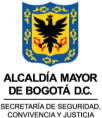 ALCALDÍA MAYOR
DE BOGOTÁ D.C.
SECRETARÍA DE SEGURIDAD,
CONVIVENCIA Y JUSTICIA